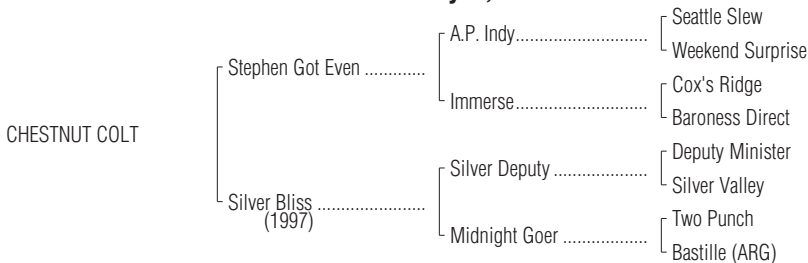 Seattle Slew
A.P. Indy..............................
Weekend Surprise
Stephen Got Even .............
Cox's Ridge
Immerse..............................
Baroness Direct
CHESTNUT COLT
Deputy Minister
Silver Deputy .....................
Silver Valley
Silver Bliss ........................
(1997)
Two Punch
Midnight Goer ...................
Bastille (ARG)